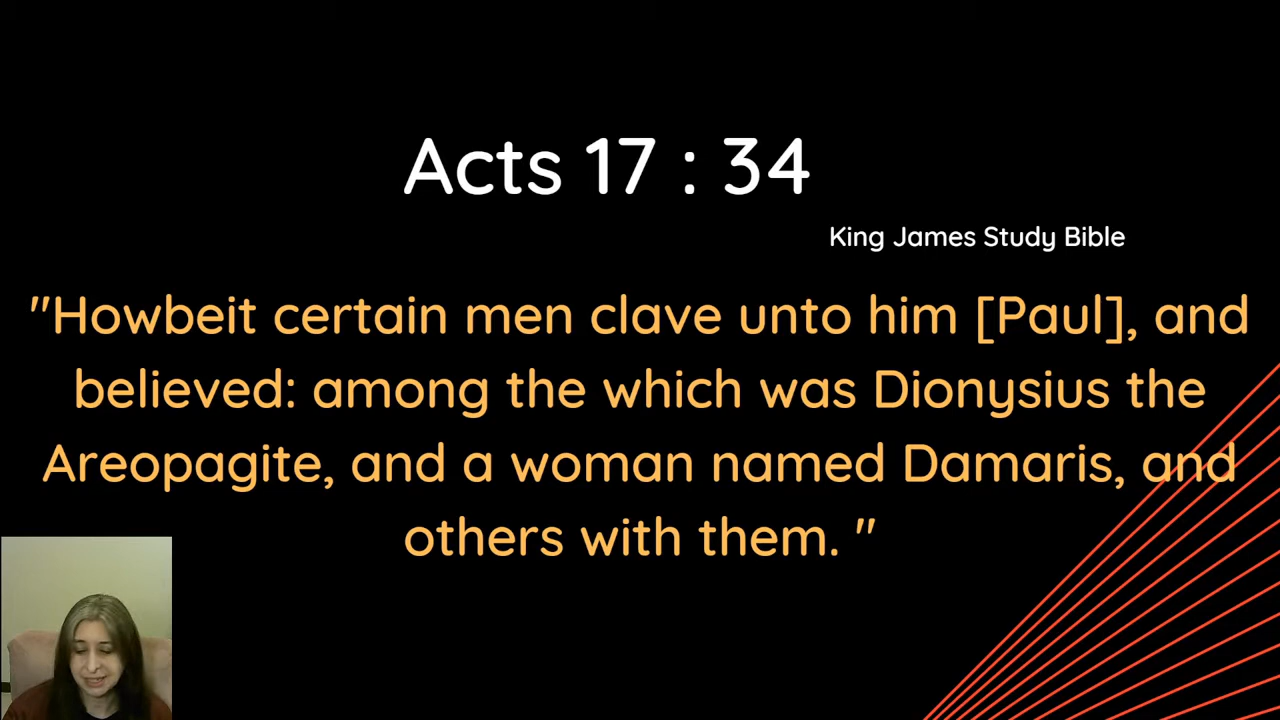 Acts 17 : 34
King James Study Bible
"Howbeit certain men clave unto him [Paul], and
believed: among the which was Dionysius the
Areopagite, and a woman named Damaris, and
others with them. "